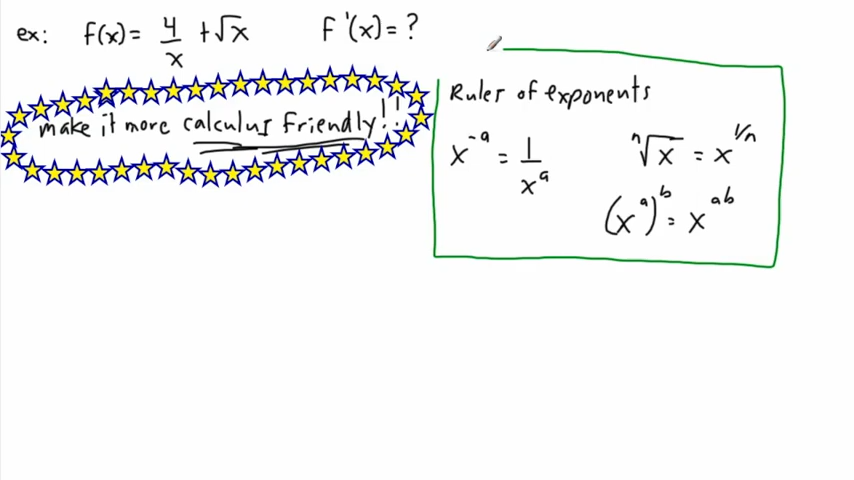 ex: f(x) = 4/x + √x f'(x) = ?
make it more calculus friendly!!
Rules of exponents
x^-a = 1/x^a ⁿ√x = x^1/n
(x^a)^b = x^ab